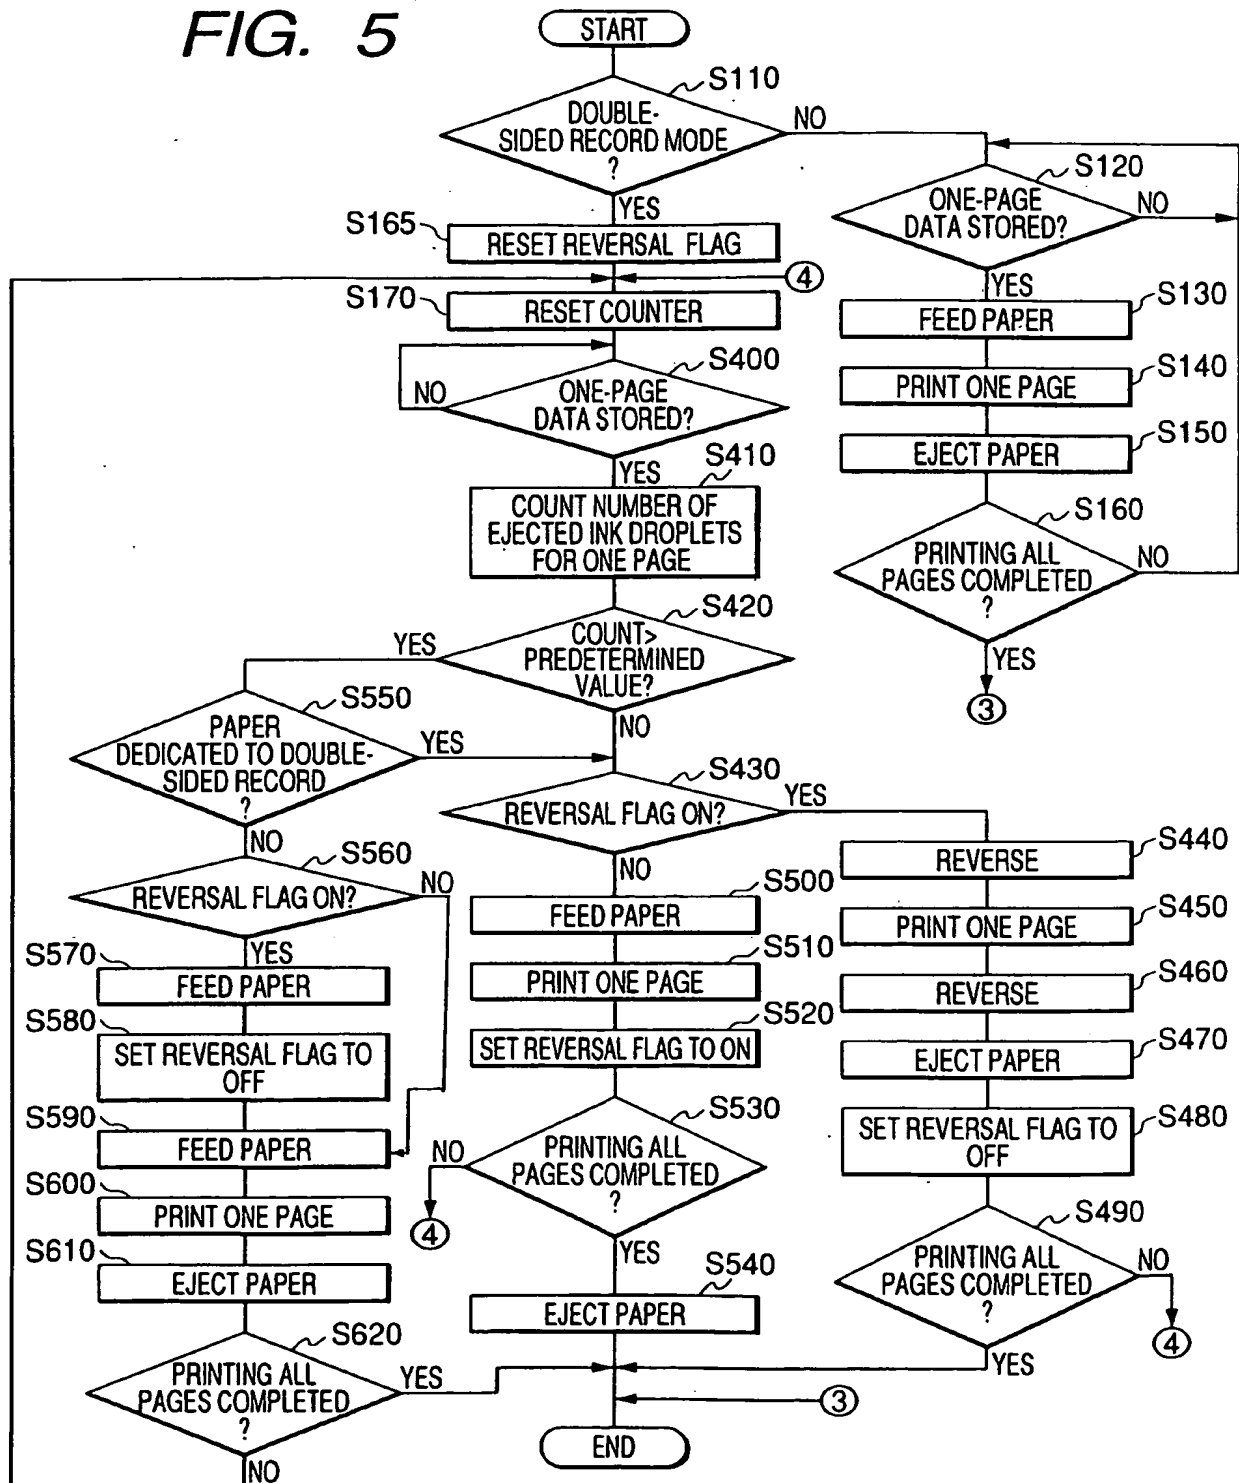 FIG. 5
START
S110
DOUBLE-
SIDED RECORD MODE
?
NO
YES
S165
RESET REVERSAL FLAG
4
S170
RESET COUNTER
S400
NO
ONE-PAGE
DATA STORED?
YES
S410
COUNT NUMBER OF
EJECTED INK DROPLETS
FOR ONE PAGE
S420
COUNT>
PREDETERMINED
VALUE?
YES
NO
S120
ONE-PAGE
DATA STORED?
NO
YES
S130
FEED PAPER
S140
PRINT ONE PAGE
S150
EJECT PAPER
S160
PRINTING ALL
PAGES COMPLETED
?
NO
YES
3
S550
PAPER
DEDICATED TO DOUBLE-
SIDED RECORD
?
YES
NO
S560
REVERSAL FLAG ON?
NO
YES
S570
FEED PAPER
S580
SET REVERSAL FLAG TO
OFF
S590
FEED PAPER
S600
PRINT ONE PAGE
S610
EJECT PAPER
S620
PRINTING ALL
PAGES COMPLETED
?
YES
NO
S430
REVERSAL FLAG ON?
YES
NO
S500
FEED PAPER
S510
PRINT ONE PAGE
S520
SET REVERSAL FLAG TO ON
S530
PRINTING ALL
PAGES COMPLETED
?
NO
4
YES
S540
EJECT PAPER
S440
REVERSE
S450
PRINT ONE PAGE
S460
REVERSE
S470
EJECT PAPER
S480
SET REVERSAL FLAG TO
OFF
S490
PRINTING ALL
PAGES COMPLETED
?
NO
4
YES
3
END